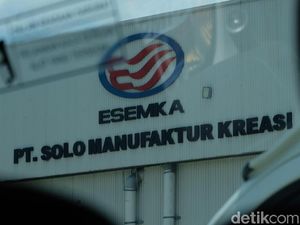 ESEMKA
PT. SOLO MANUFAKTUR KREASI
detikcom